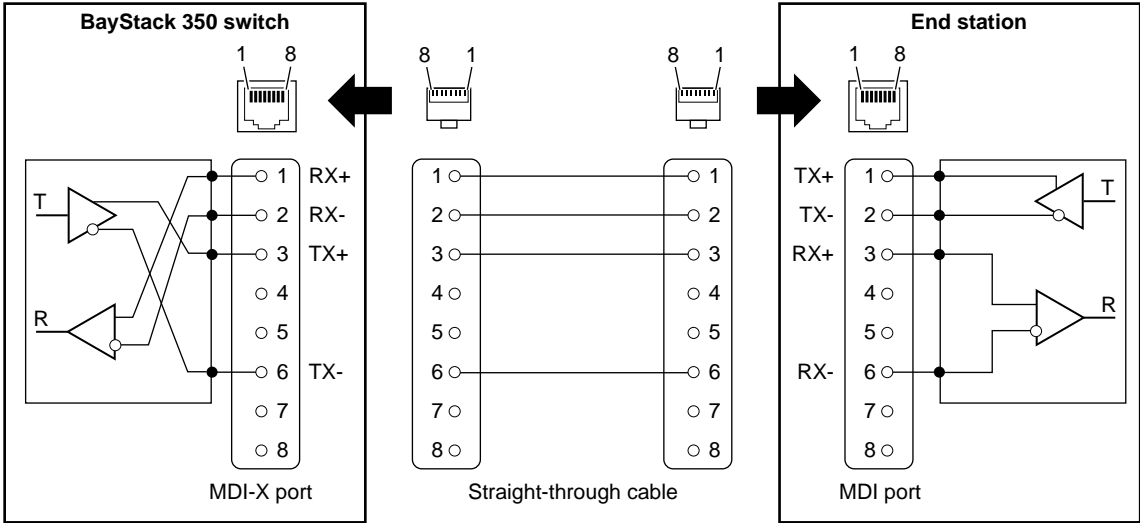 BayStack 350 switch
End station
1 8
8 1
8 1
1 8
T
R
1 RX+
2 RX-
3 TX+
4
5
6 TX-
7
8
MDI-X port
1
2
3
4
5
6
7
8
1
2
3
4
5
6
7
8
Straight-through cable
TX+ 1
TX- 2
RX+ 3
4
5
RX- 6
7
8
T
R
MDI port